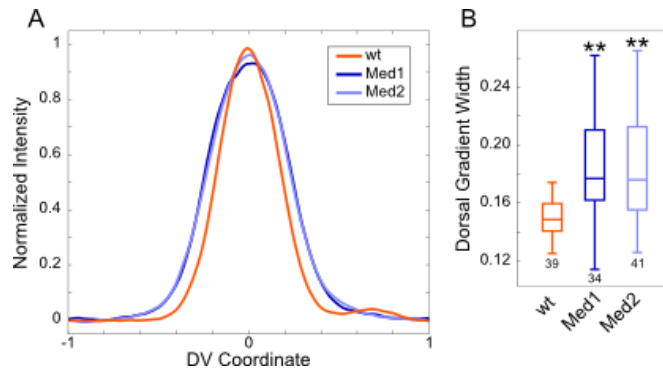 A
Normalized Intensity
1
0.8
0.6
0.4
0.2
0
-1
0
1
DV Coordinate
wt
Med1
Med2
B
Dorsal Gradient Width
0.24
0.20
0.16
0.12
**
**
39
34
41
wt
Med1
Med2